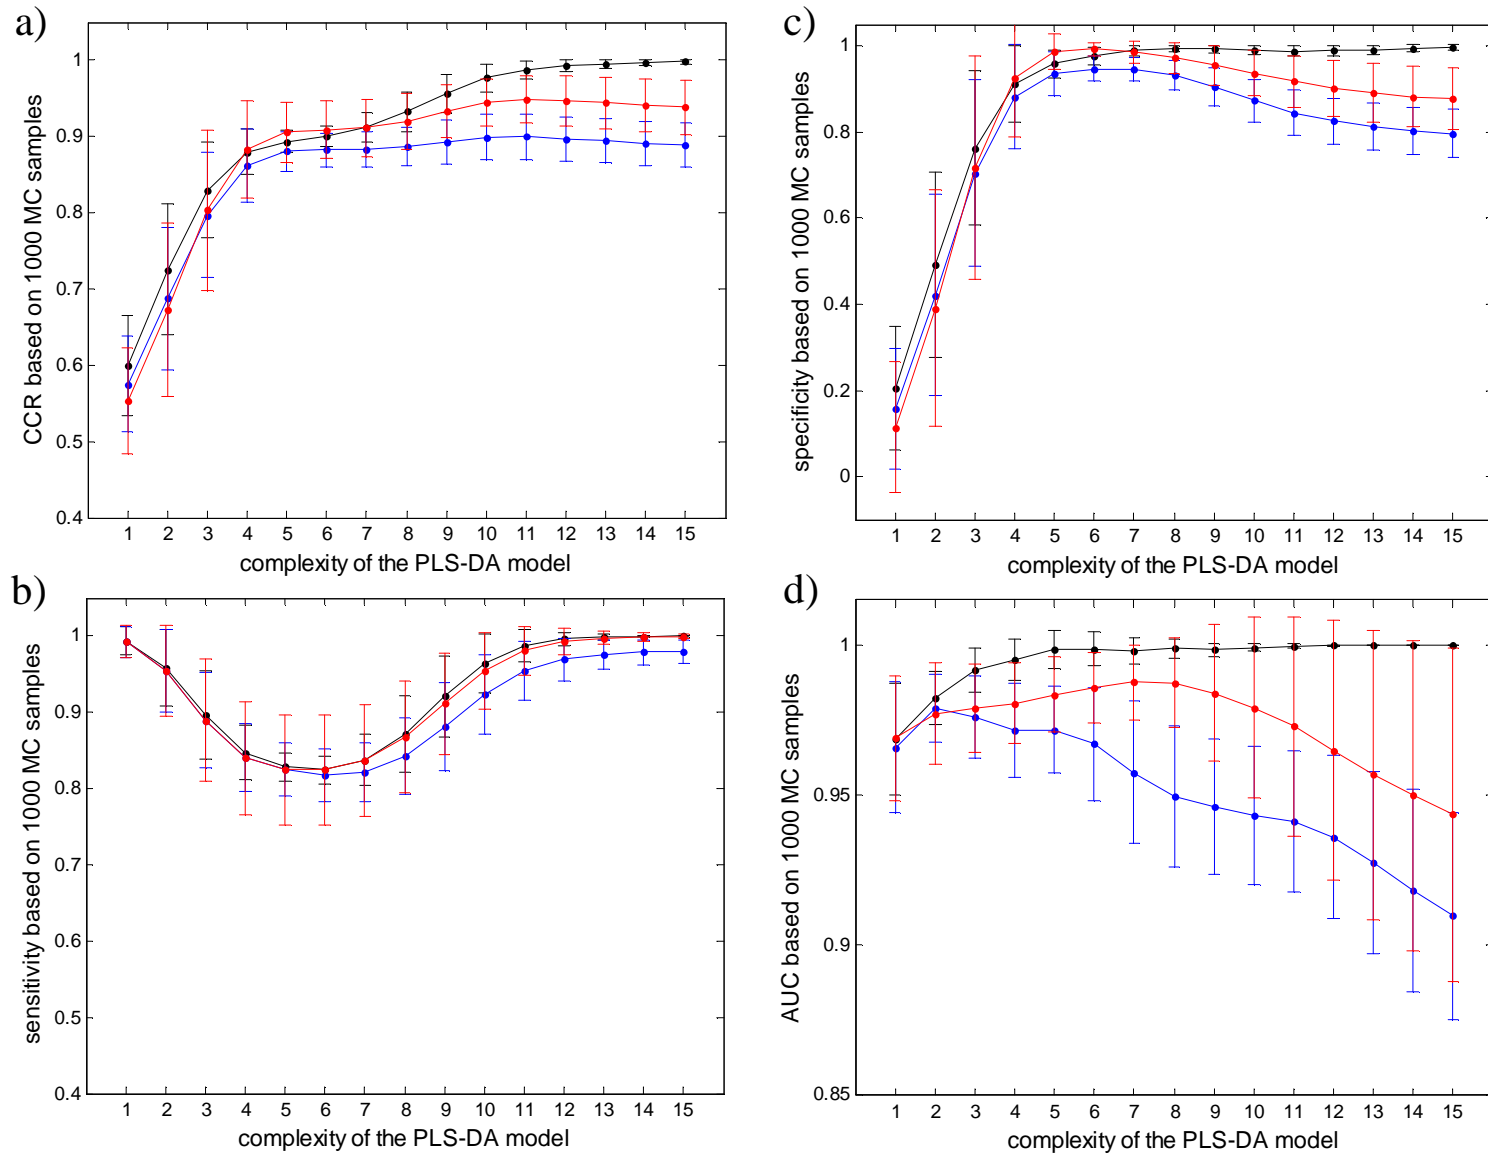 a)
CCR based on 1000 MC samples
1
0.9
0.8
0.7
0.6
0.5
0.4
1 2 3 4 5 6 7 8 9 10 11 12 13 14 15
complexity of the PLS-DA model
c)
specificity based on 1000 MC samples
1
0.8
0.6
0.4
0.2
0
1 2 3 4 5 6 7 8 9 10 11 12 13 14 15
complexity of the PLS-DA model
b)
sensitivity based on 1000 MC samples
1
0.9
0.8
0.7
0.6
0.5
0.4
1 2 3 4 5 6 7 8 9 10 11 12 13 14 15
complexity of the PLS-DA model
d)
AUC based on 1000 MC samples
1
0.95
0.9
0.85
1 2 3 4 5 6 7 8 9 10 11 12 13 14 15
complexity of the PLS-DA model